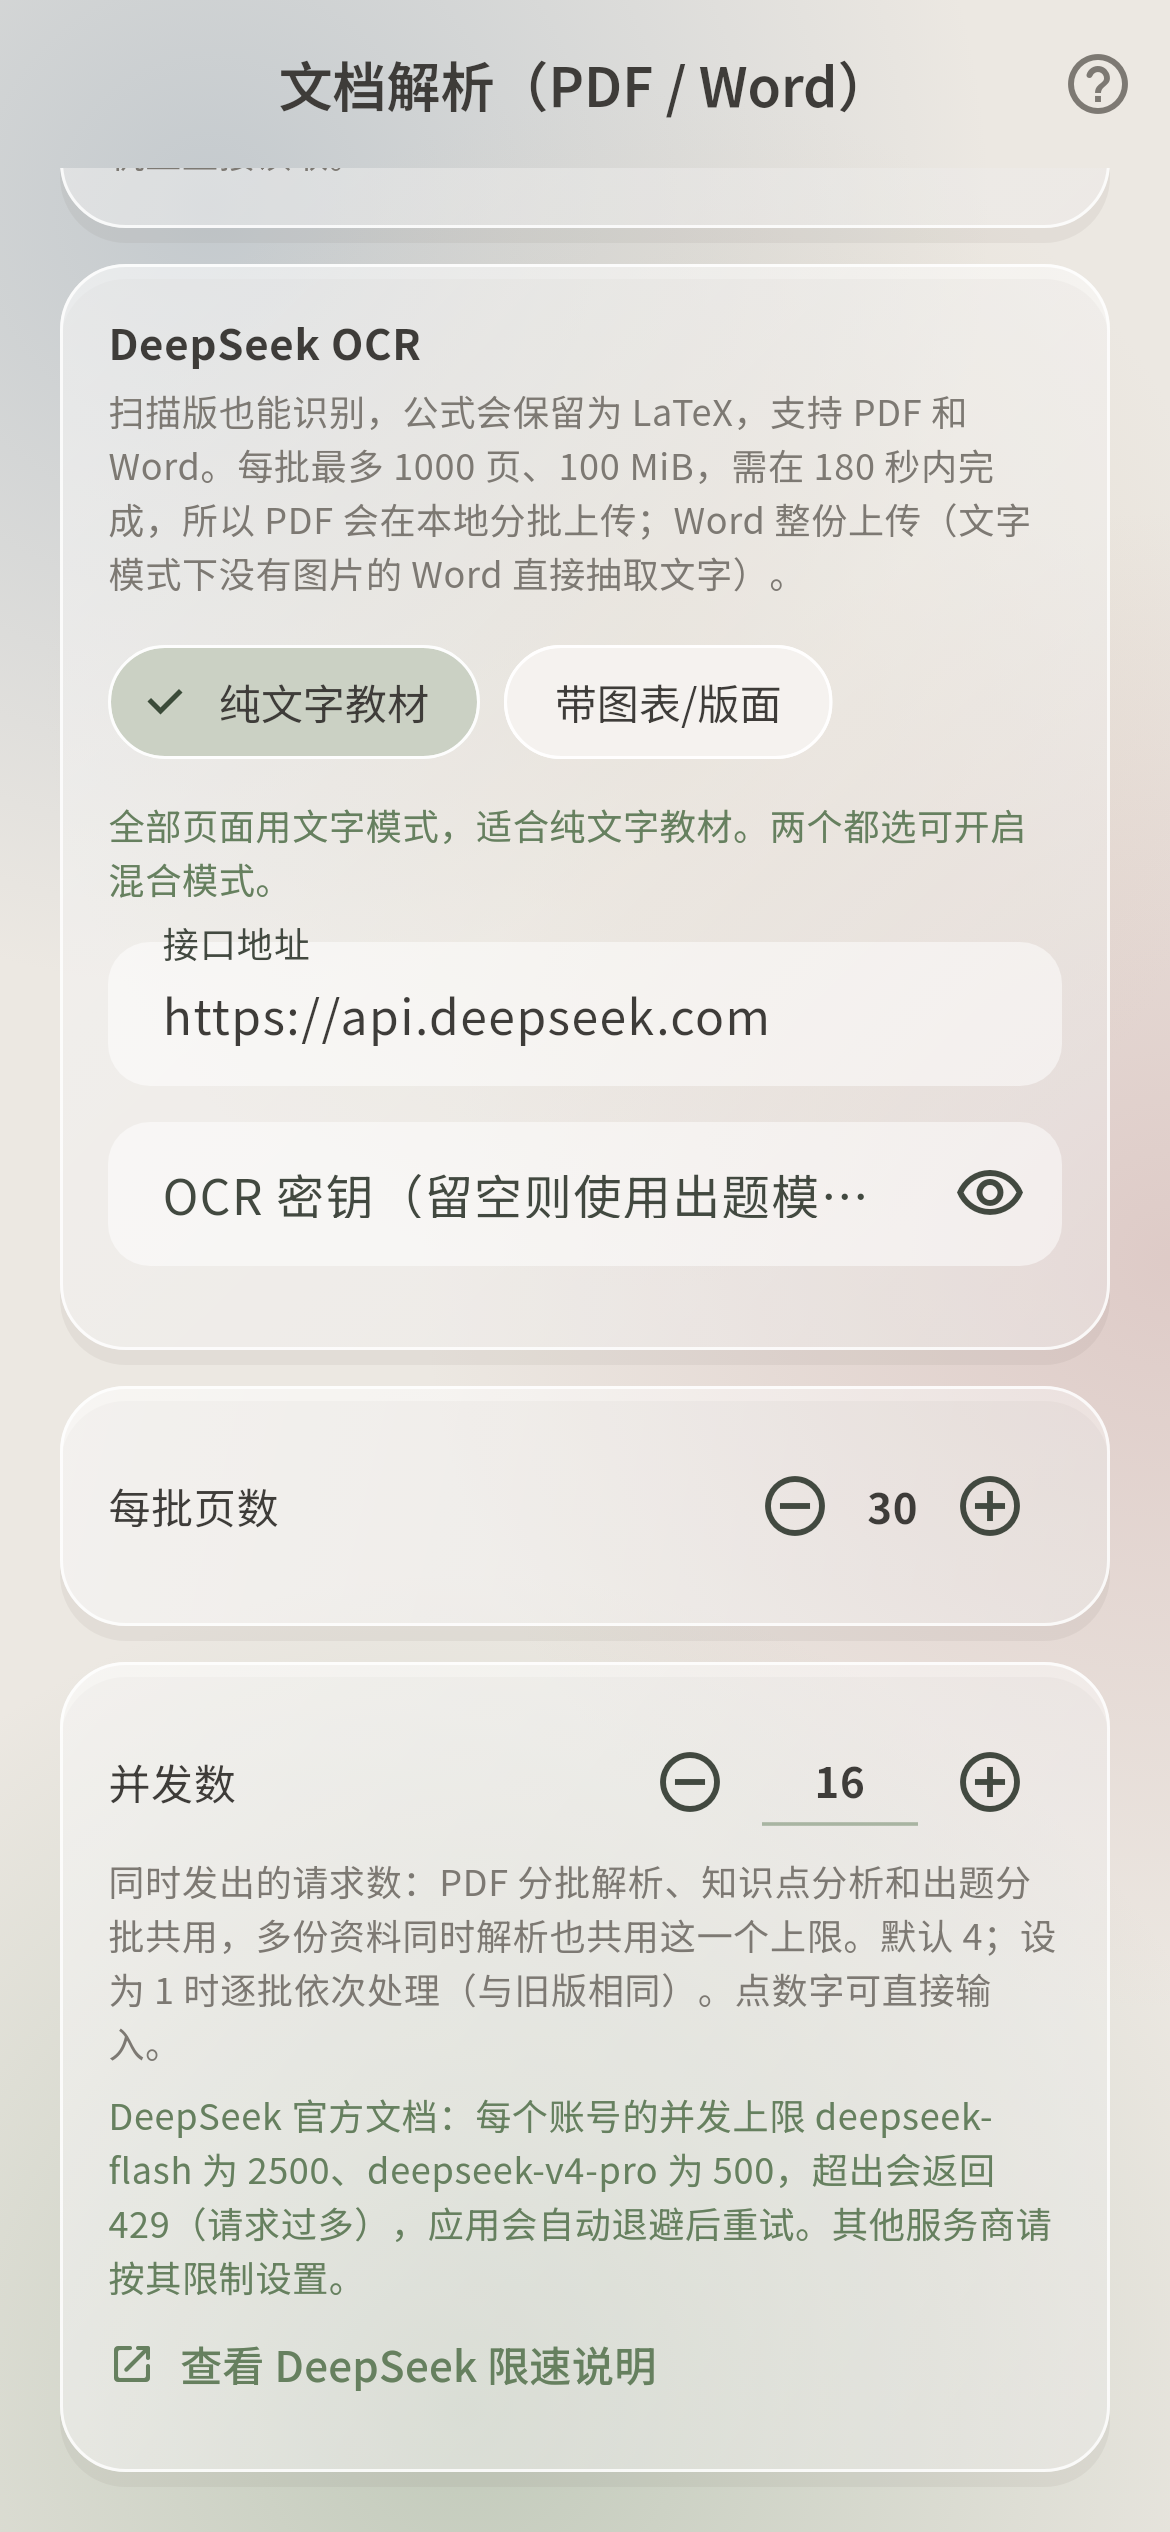 文档解析（PDF / Word）
DeepSeek OCR
扫描版也能识别，公式会保留为 LaTeX，支持 PDF 和
Word。每批最多 1000 页、100 MiB，需在 180 秒内完
成，所以 PDF 会在本地分批上传；Word 整份上传（文字
模式下没有图片的 Word 直接抽取文字）。
纯文字教材
带图表/版面
全部页面用文字模式，适合纯文字教材。两个都选可开启
混合模式。
接口地址
https://api.deepseek.com
OCR 密钥（留空则使用出题模…
每批页数
30
并发数
16
同时发出的请求数：PDF 分批解析、知识点分析和出题分
批共用，多份资料同时解析也共用这一个上限。默认 4；设
为 1 时逐批依次处理（与旧版相同）。点数字可直接输
入。
DeepSeek 官方文档：每个账号的并发上限 deepseek-
flash 为 2500、deepseek-v4-pro 为 500，超出会返回
429（请求过多），应用会自动退避后重试。其他服务商请
按其限制设置。
查看 DeepSeek 限速说明